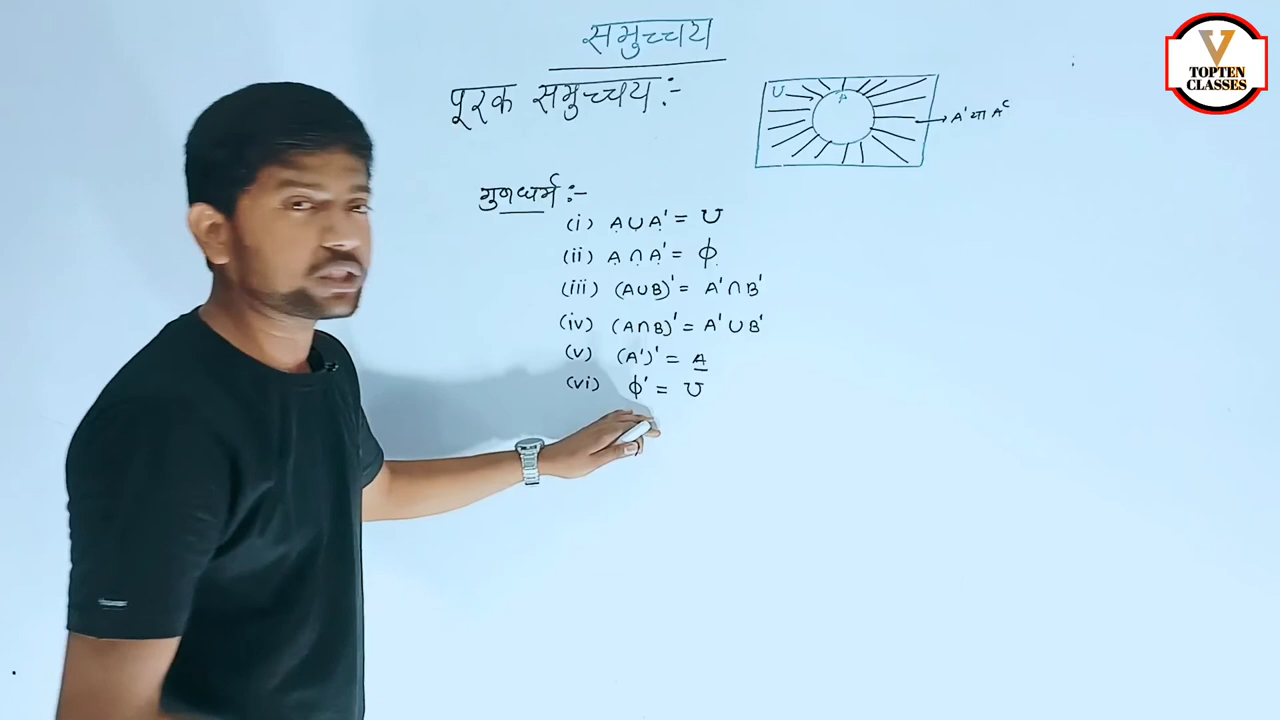 समुच्चय
पूरक समुच्चय :-
U
A
A' या A^c
गुणधर्म :-
(i) A∪A' = U
(ii) A∩A' = ϕ
(iii) (A∪B)' = A'∩B'
(iv) (A∩B)' = A'∪B'
(v) (A')' = A
(vi) ϕ' = U
V
TOPTEN
CLASSES